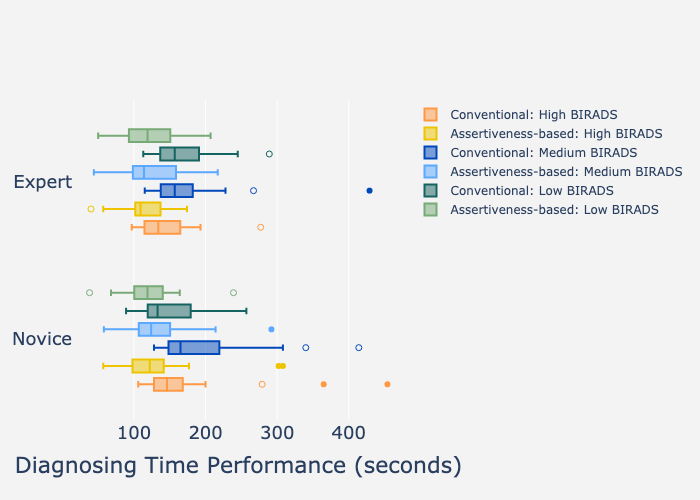 Conventional: High BIRADS
Assertiveness-based: High BIRADS
Conventional: Medium BIRADS
Assertiveness-based: Medium BIRADS
Conventional: Low BIRADS
Assertiveness-based: Low BIRADS
Expert
Novice
100 200 300 400
Diagnosing Time Performance (seconds)